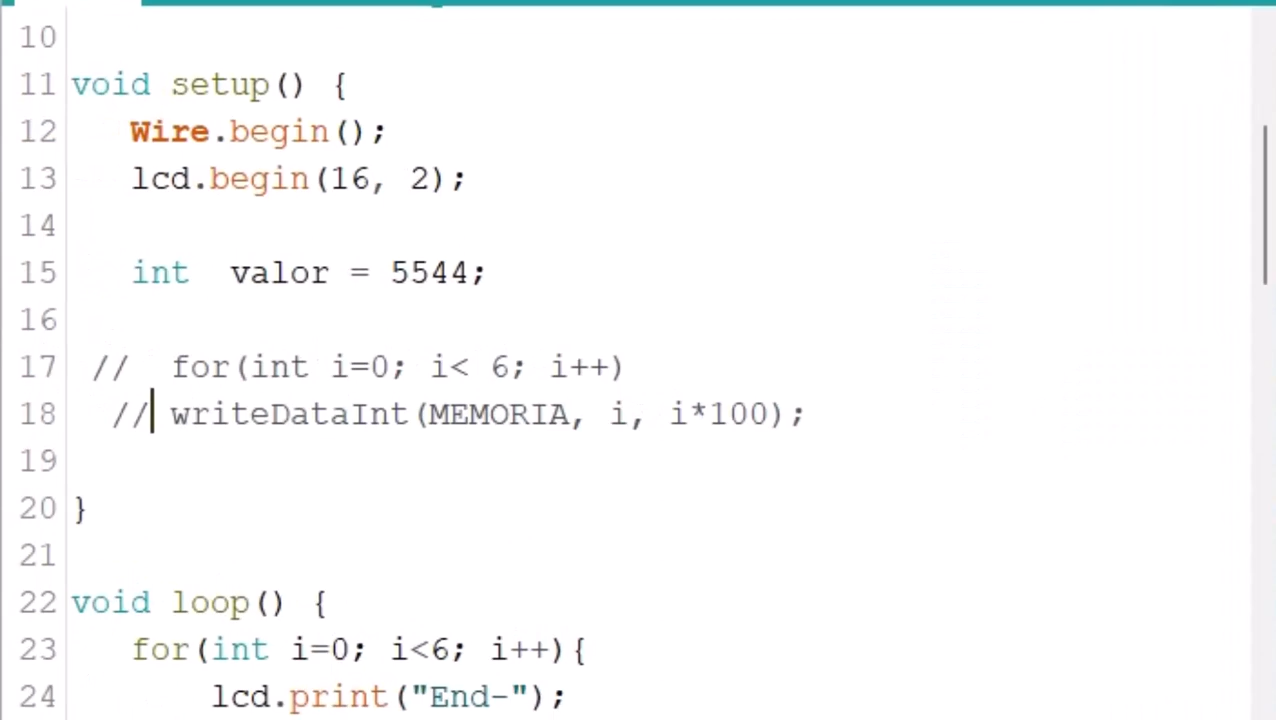 10
11 void setup() {
12 Wire.begin();
13 lcd.begin(16, 2);
14
15 int  valor = 5544;
16
17 //  for(int i=0; i< 6; i++)
18 // writeDataInt(MEMORIA, i, i*100);
19
20 }
21
22 void loop() {
23 for(int i=0; i<6; i++){
24 lcd.print("End-");